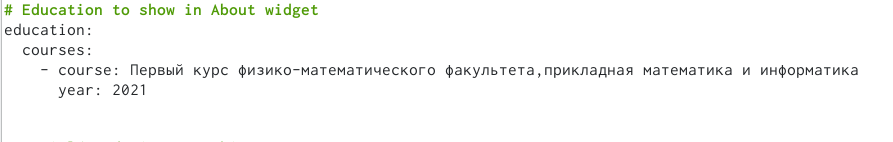 # Education to show in About widget
education:
courses:
- course: Первый курс физико-математического факультета,прикладная математика и информатика
year: 2021